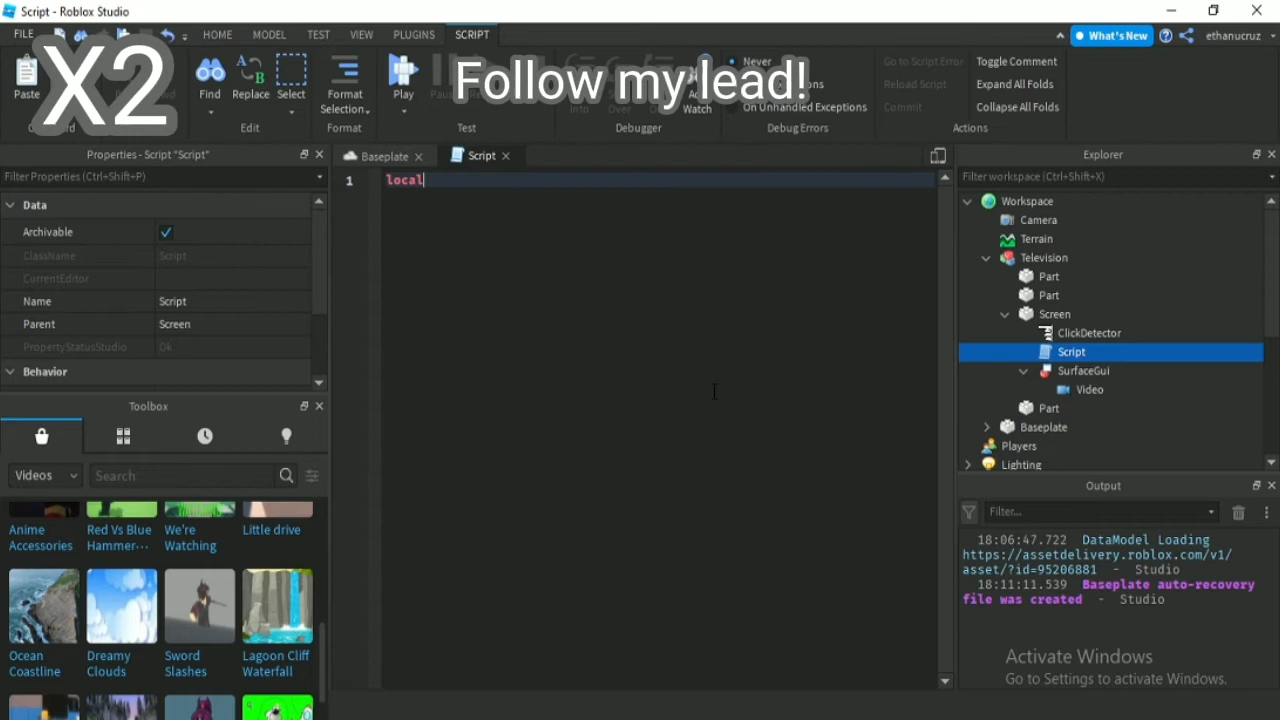 Script - Roblox Studio
FILE
HOME
MODEL
TEST
VIEW
PLUGINS
SCRIPT
What's New
ethanucruz
X2
Follow my lead!
Paste
Find
Replace
Select
Edit
Format
Selection
Format
Play
Test
Debugger
Watch
Never
On Unhandled Exceptions
Debug Errors
Go to Script Error
Reload Script
Commit
Toggle Comment
Expand All Folds
Collapse All Folds
Actions
Properties - Script "Script"
Filter Properties (Ctrl+Shift+P)
Data
Archivable
ClassName Script
CurrentEditor
Name Script
Parent Screen
PropertyStatusStudio Ok
Behavior
Toolbox
Videos
Search
Anime
Accessories
Red Vs Blue
Hammer···
We're
Watching
Little drive
Ocean
Coastline
Dreamy
Clouds
Sword
Slashes
Lagoon Cliff
Waterfall
Baseplate
Script
1 local
Explorer
Filter workspace (Ctrl+Shift+X)
Workspace
Camera
Terrain
Television
Part
Part
Screen
ClickDetector
Script
SurfaceGui
Video
Part
Baseplate
Players
Lighting
Output
Filter...
18:06:47.722 DataModel Loading
https://assetdelivery.roblox.com/v1/
asset/?id=95206881 - Studio
18:11:11.539 Baseplate auto-recovery
file was created - Studio
Activate Windows
Go to Settings to activate Windows.